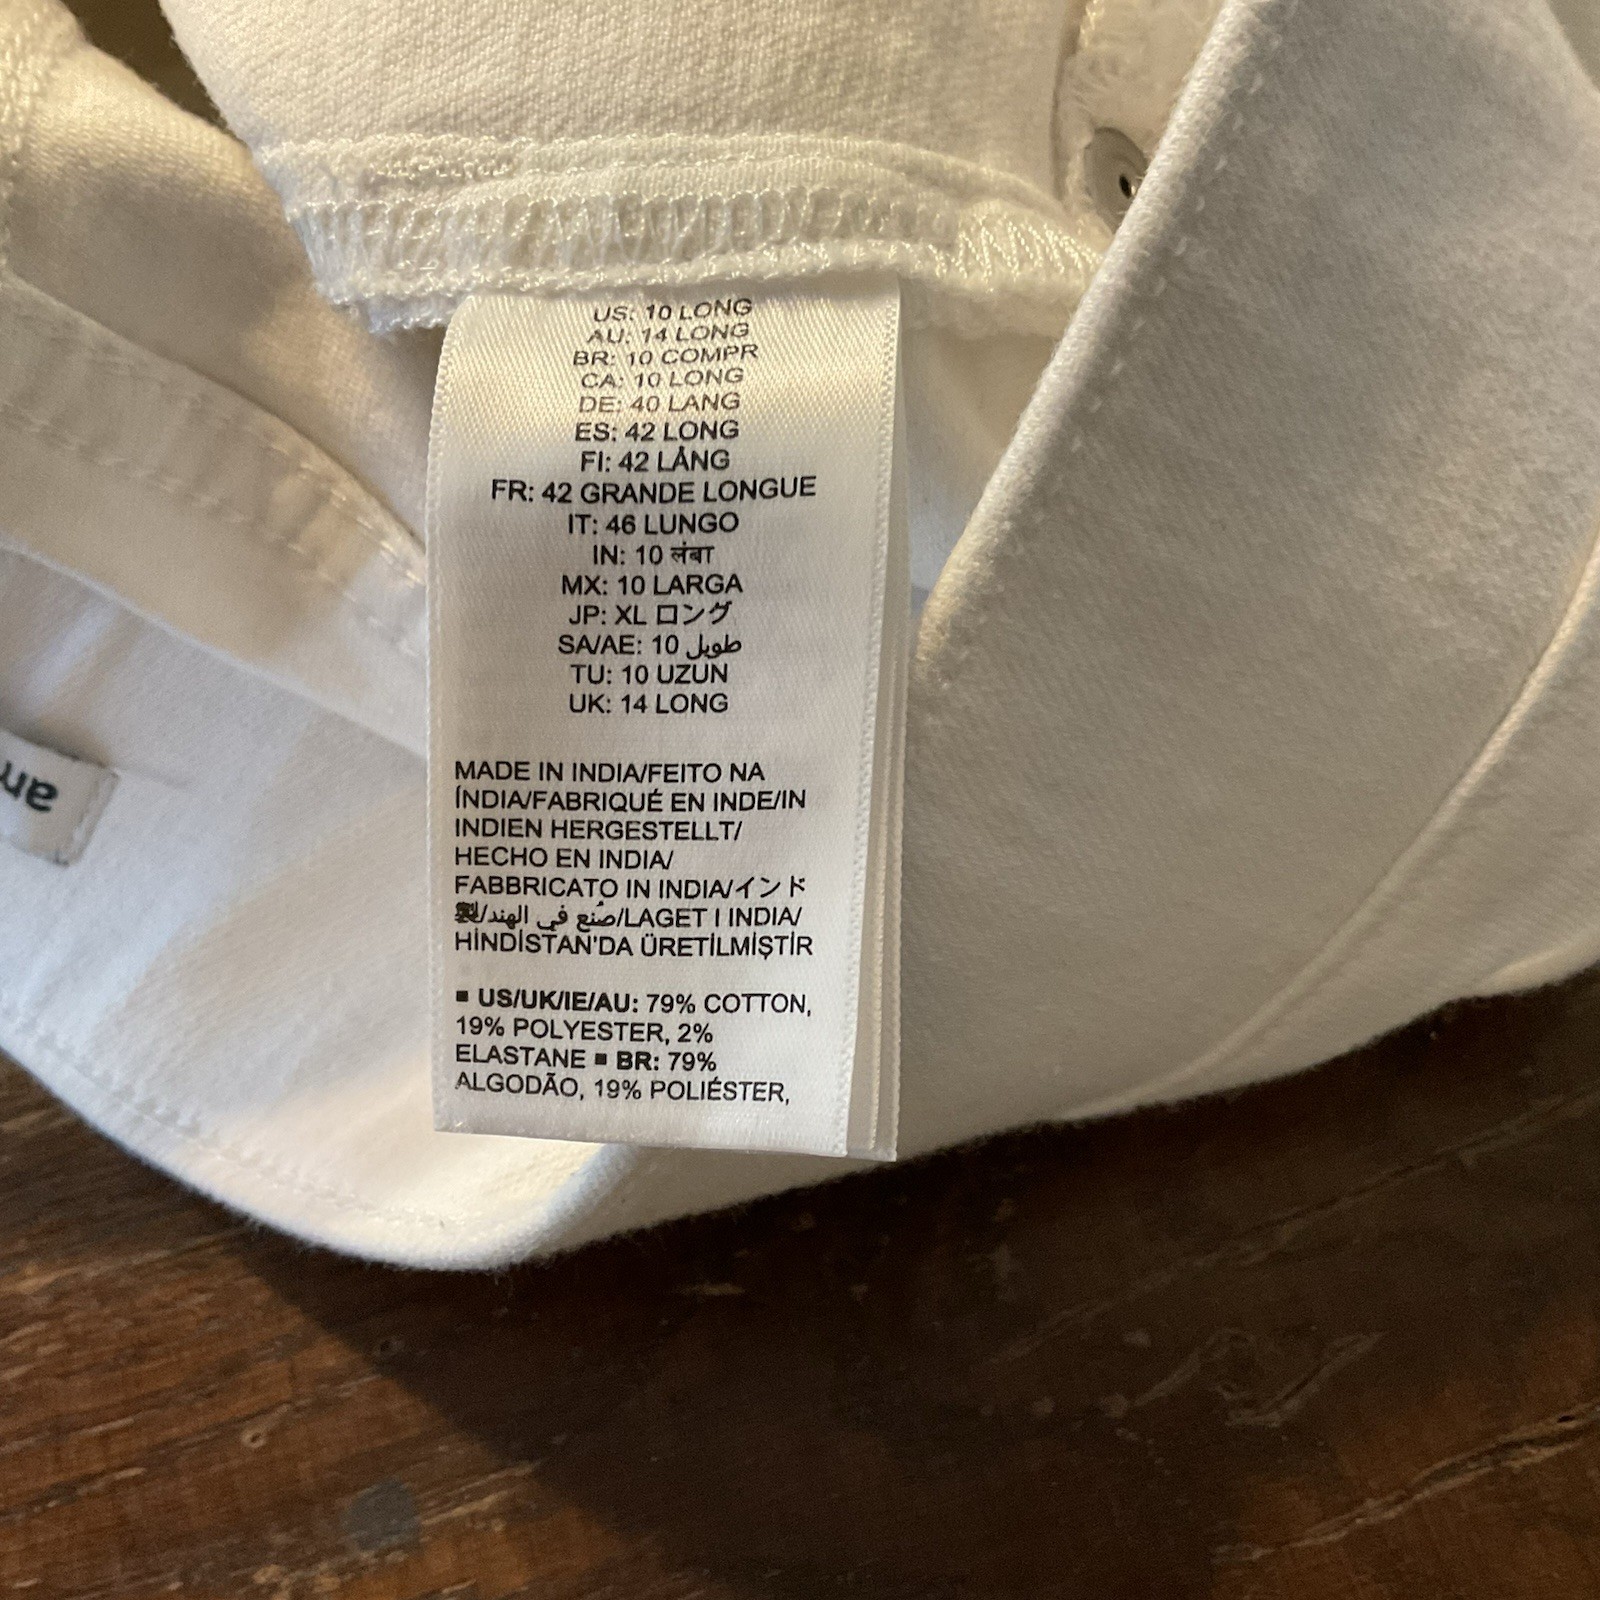 US: 10 LONG
AU: 14 LONG
BR: 10 COMPR
CA: 10 LONG
DE: 40 LANG
ES: 42 LONG
FI: 42 LÅNG
FR: 42 GRANDE LONGUE
IT: 46 LUNGO
IN: 10 लंबा
MX: 10 LARGA
JP: XL ロング
SA/AE: 10 طويل
TU: 10 UZUN
UK: 14 LONG
MADE IN INDIA/FEITO NA
ÍNDIA/FABRIQUÉ EN INDE/IN
INDIEN HERGESTELLT/
HECHO EN INDIA/
FABBRICATO IN INDIA/インド
صُنع في الهند/LAGET I INDIA/
HİNDİSTAN'DA ÜRETİLMİŞTİR
■ US/UK/IE/AU: 79% COTTON,
19% POLYESTER, 2%
ELASTANE ■ BR: 79%
ALGODÃO, 19% POLIÉSTER,